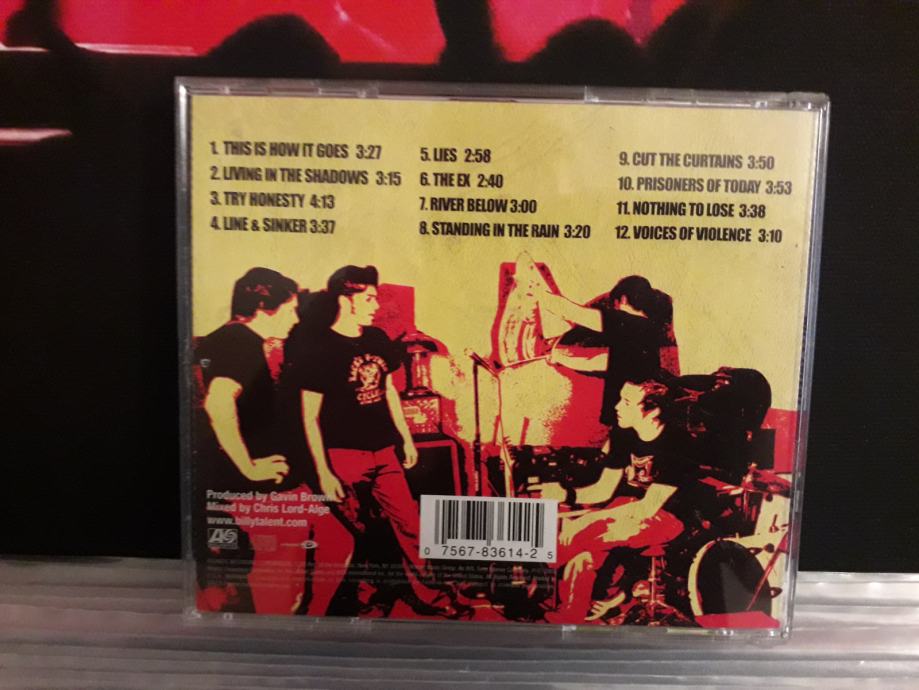 1. THIS IS HOW IT GOES 3:27
2. LIVING IN THE SHADOWS 3:15
3. TRY HONESTY 4:13
4. LINE & SINKER 3:37
5. LIES 2:58
6. THE EX 2:40
7. RIVER BELOW 3:00
8. STANDING IN THE RAIN 3:20
9. CUT THE CURTAINS 3:50
10. PRISONERS OF TODAY 3:53
11. NOTHING TO LOSE 3:38
12. VOICES OF VIOLENCE 3:10
Produced by Gavin Brown
Mixed by Chris Lord-Alge
www.billytalent.com
0 7567-83614-2 5